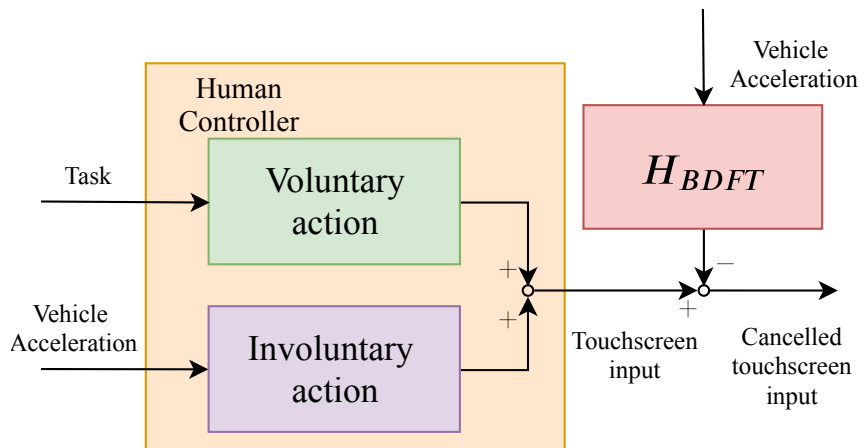 Vehicle
Acceleration
Human
Controller
H_BDFT
Task
Voluntary
action
+
−
+
+
Vehicle
Acceleration
Involuntary
action
Touchscreen
input
Cancelled
touchscreen
input